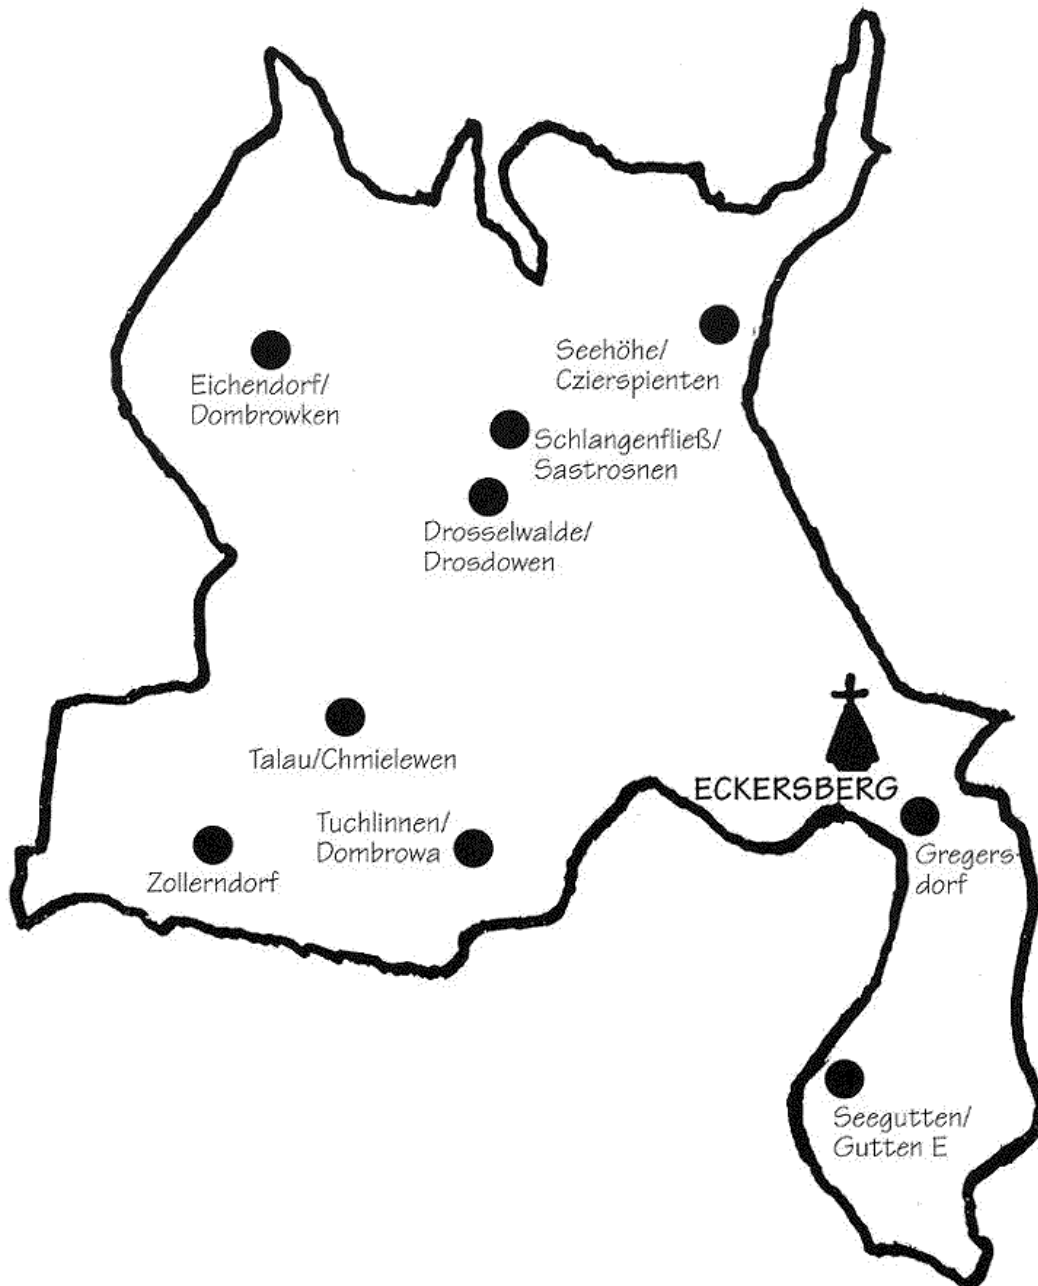 Seehöhe/
Czierspienten
Eichendorf/
Dombrowken
Schlangenfließ/
Sastrosnen
Drosselwalde/
Drosdowen
Talau/Chmielewen
ECKERSBERG
Tuchlinnen/
Dombrowa
Gregers-
dorf
Zollerndorf
Seegutten/
Gutten E